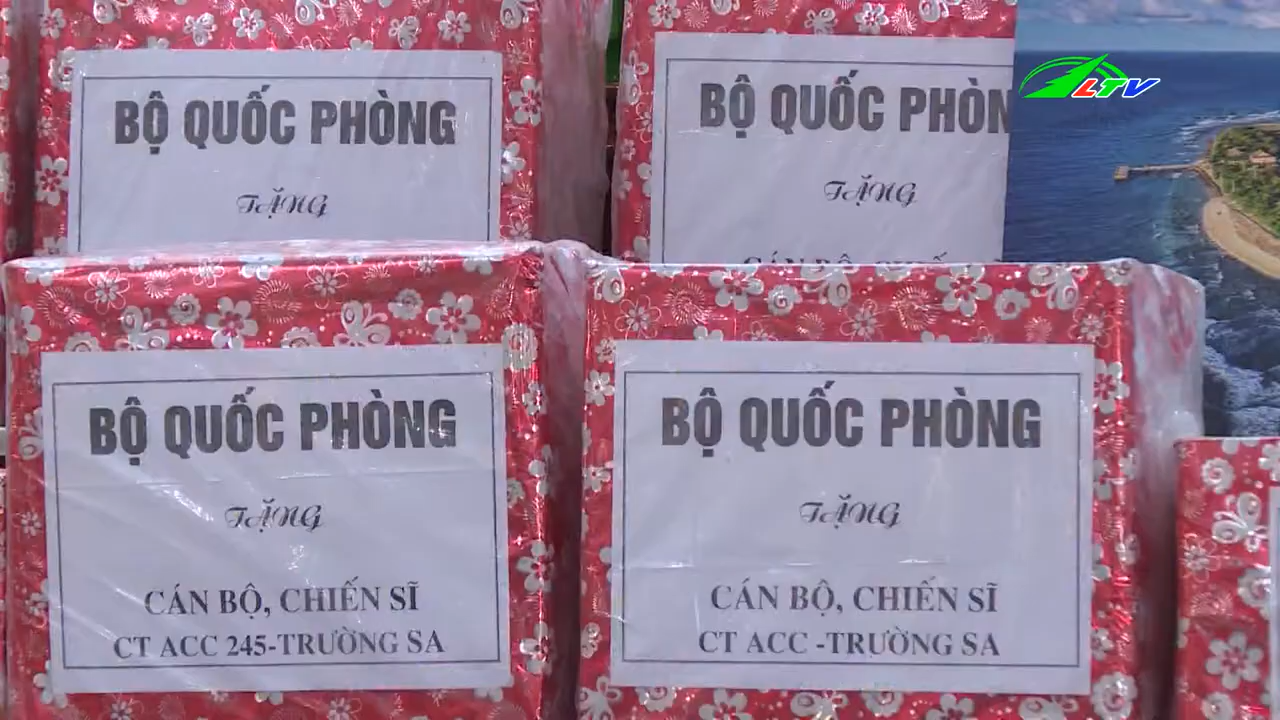 BỘ QUỐC PHÒNG
TẶNG
BỘ QUỐC PHÒN
TẶNG
LTV
BỘ QUỐC PHÒNG
TẶNG
CÁN BỘ, CHIẾN SĨ
CT ACC 245-TRƯỜNG SA
BỘ QUỐC PHÒNG
TẶNG
CÁN BỘ, CHIẾN SĨ
CT ACC -TRƯỜNG SA